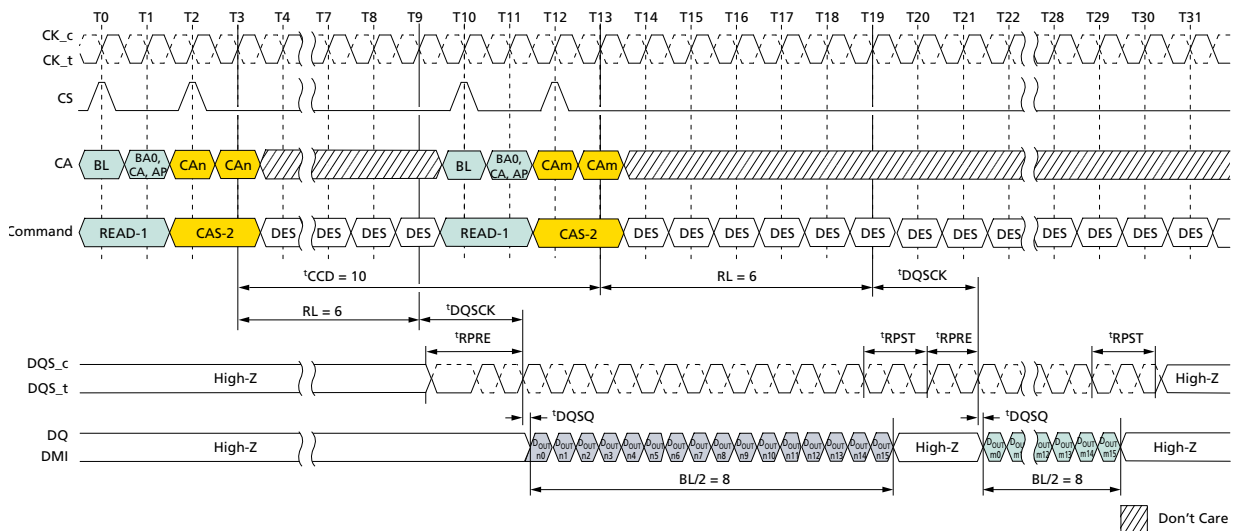 T0 T1 T2 T3 T4 T7 T8 T9 T10 T11 T12 T13 T14 T15 T16 T17 T18 T19 T20 T21 T22 T28 T29 T30 T31
CK_c
CK_t
CS
CA BL BA0, CA, AP CAn CAn BL BA0, CA, AP CAm CAm
Command READ-1 CAS-2 DES DES DES DES READ-1 CAS-2 DES DES DES DES DES DES DES DES DES DES DES DES DES
tCCD = 10 RL = 6 tDQSCK
RL = 6 tDQSCK
tRPRE tRPST tRPRE tRPST
DQS_c
DQS_t High-Z High-Z
tDQSQ tDQSQ
DQ
DMI High-Z DOUT n0 DOUT n1 DOUT n2 DOUT n3 DOUT n4 DOUT n5 DOUT n6 DOUT n7 DOUT n8 DOUT n9 DOUT n10 DOUT n11 DOUT n12 DOUT n13 DOUT n14 DOUT n15 High-Z DOUT m0 DOUT m1 DOUT m12 DOUT m13 DOUT m14 DOUT m15 High-Z
BL/2 = 8 BL/2 = 8
Don't Care